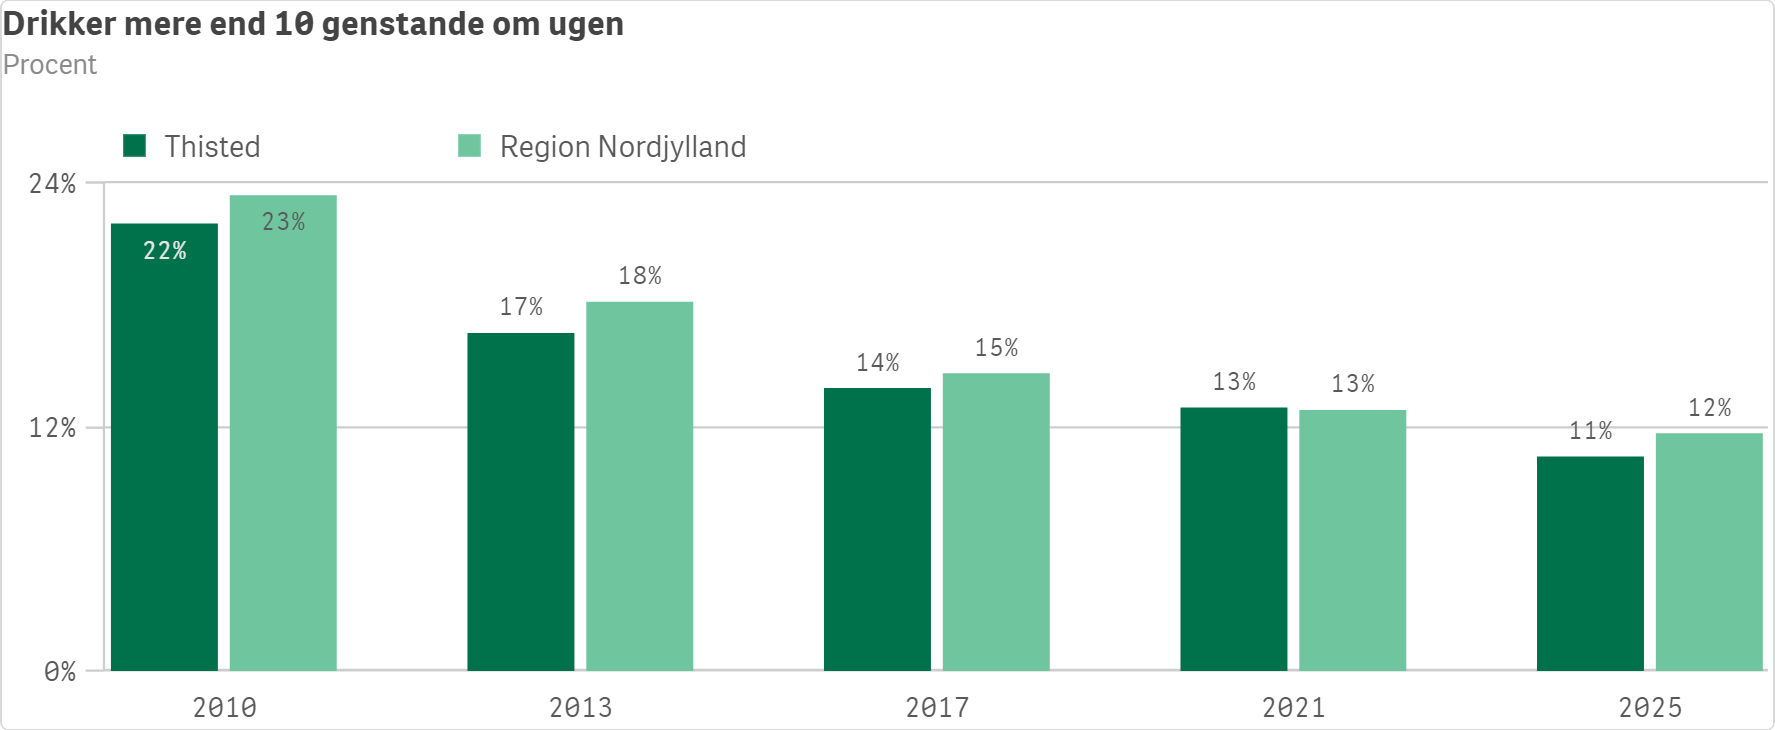 Drikker mere end 10 genstande om ugen
Procent
Thisted Region Nordjylland
24%
22% 23%
17% 18%
14% 15%
13% 13%
11% 12%
12%
0%
2010 2013 2017 2021 2025